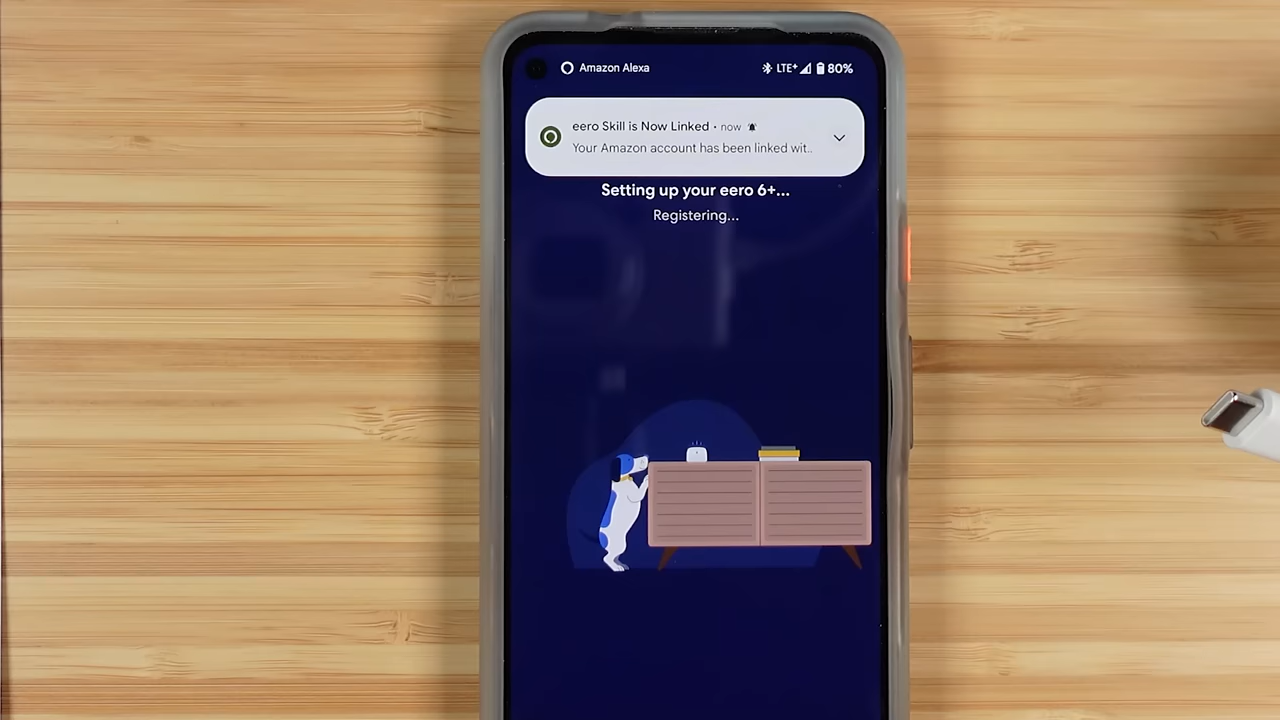 Amazon Alexa LTE+ 80%
eero Skill is Now Linked • now
Your Amazon account has been linked wit..
Setting up your eero 6+...
Registering...